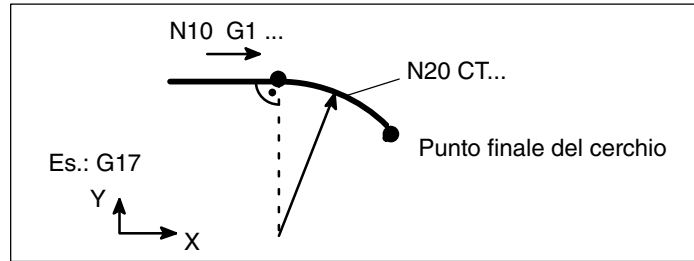 N10 G1 ...
N20 CT...
Punto finale del cerchio
Es.: G17
Y
X